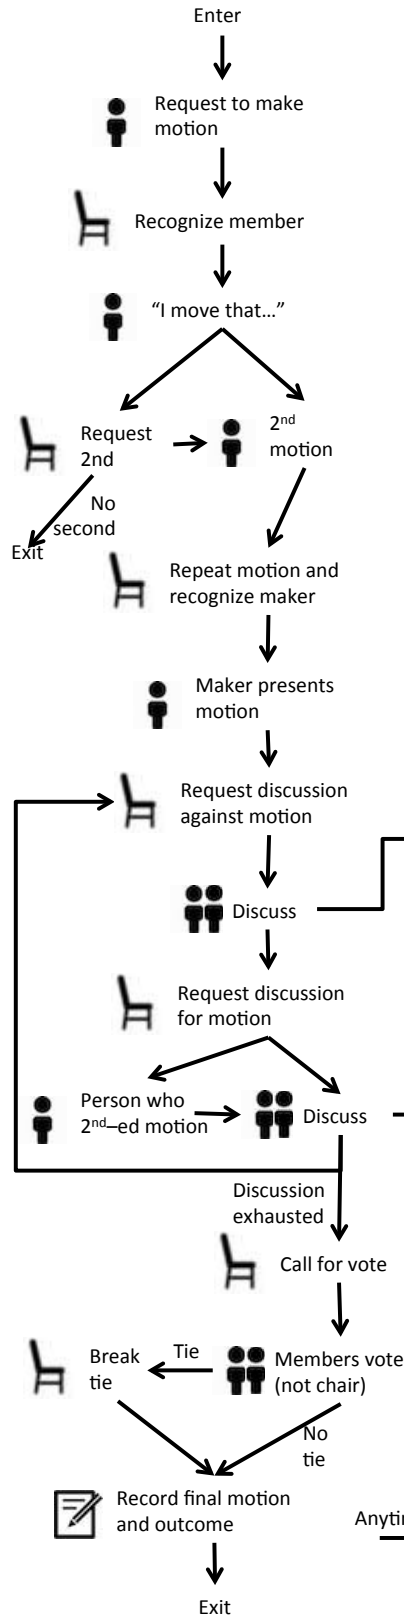 Enter
Request to make
motion
Recognize member
“I move that…”
Request
2nd
2nd
motion
No
second
Exit
Repeat motion and
recognize maker
Maker presents
motion
Request discussion
against motion
Discuss
Request discussion
for motion
Person who
2nd–ed motion
Discuss
Discussion
exhausted
Call for vote
Break
tie
Tie
Members vote
(not chair)
No
tie
Record final motion
and outcome
Exit